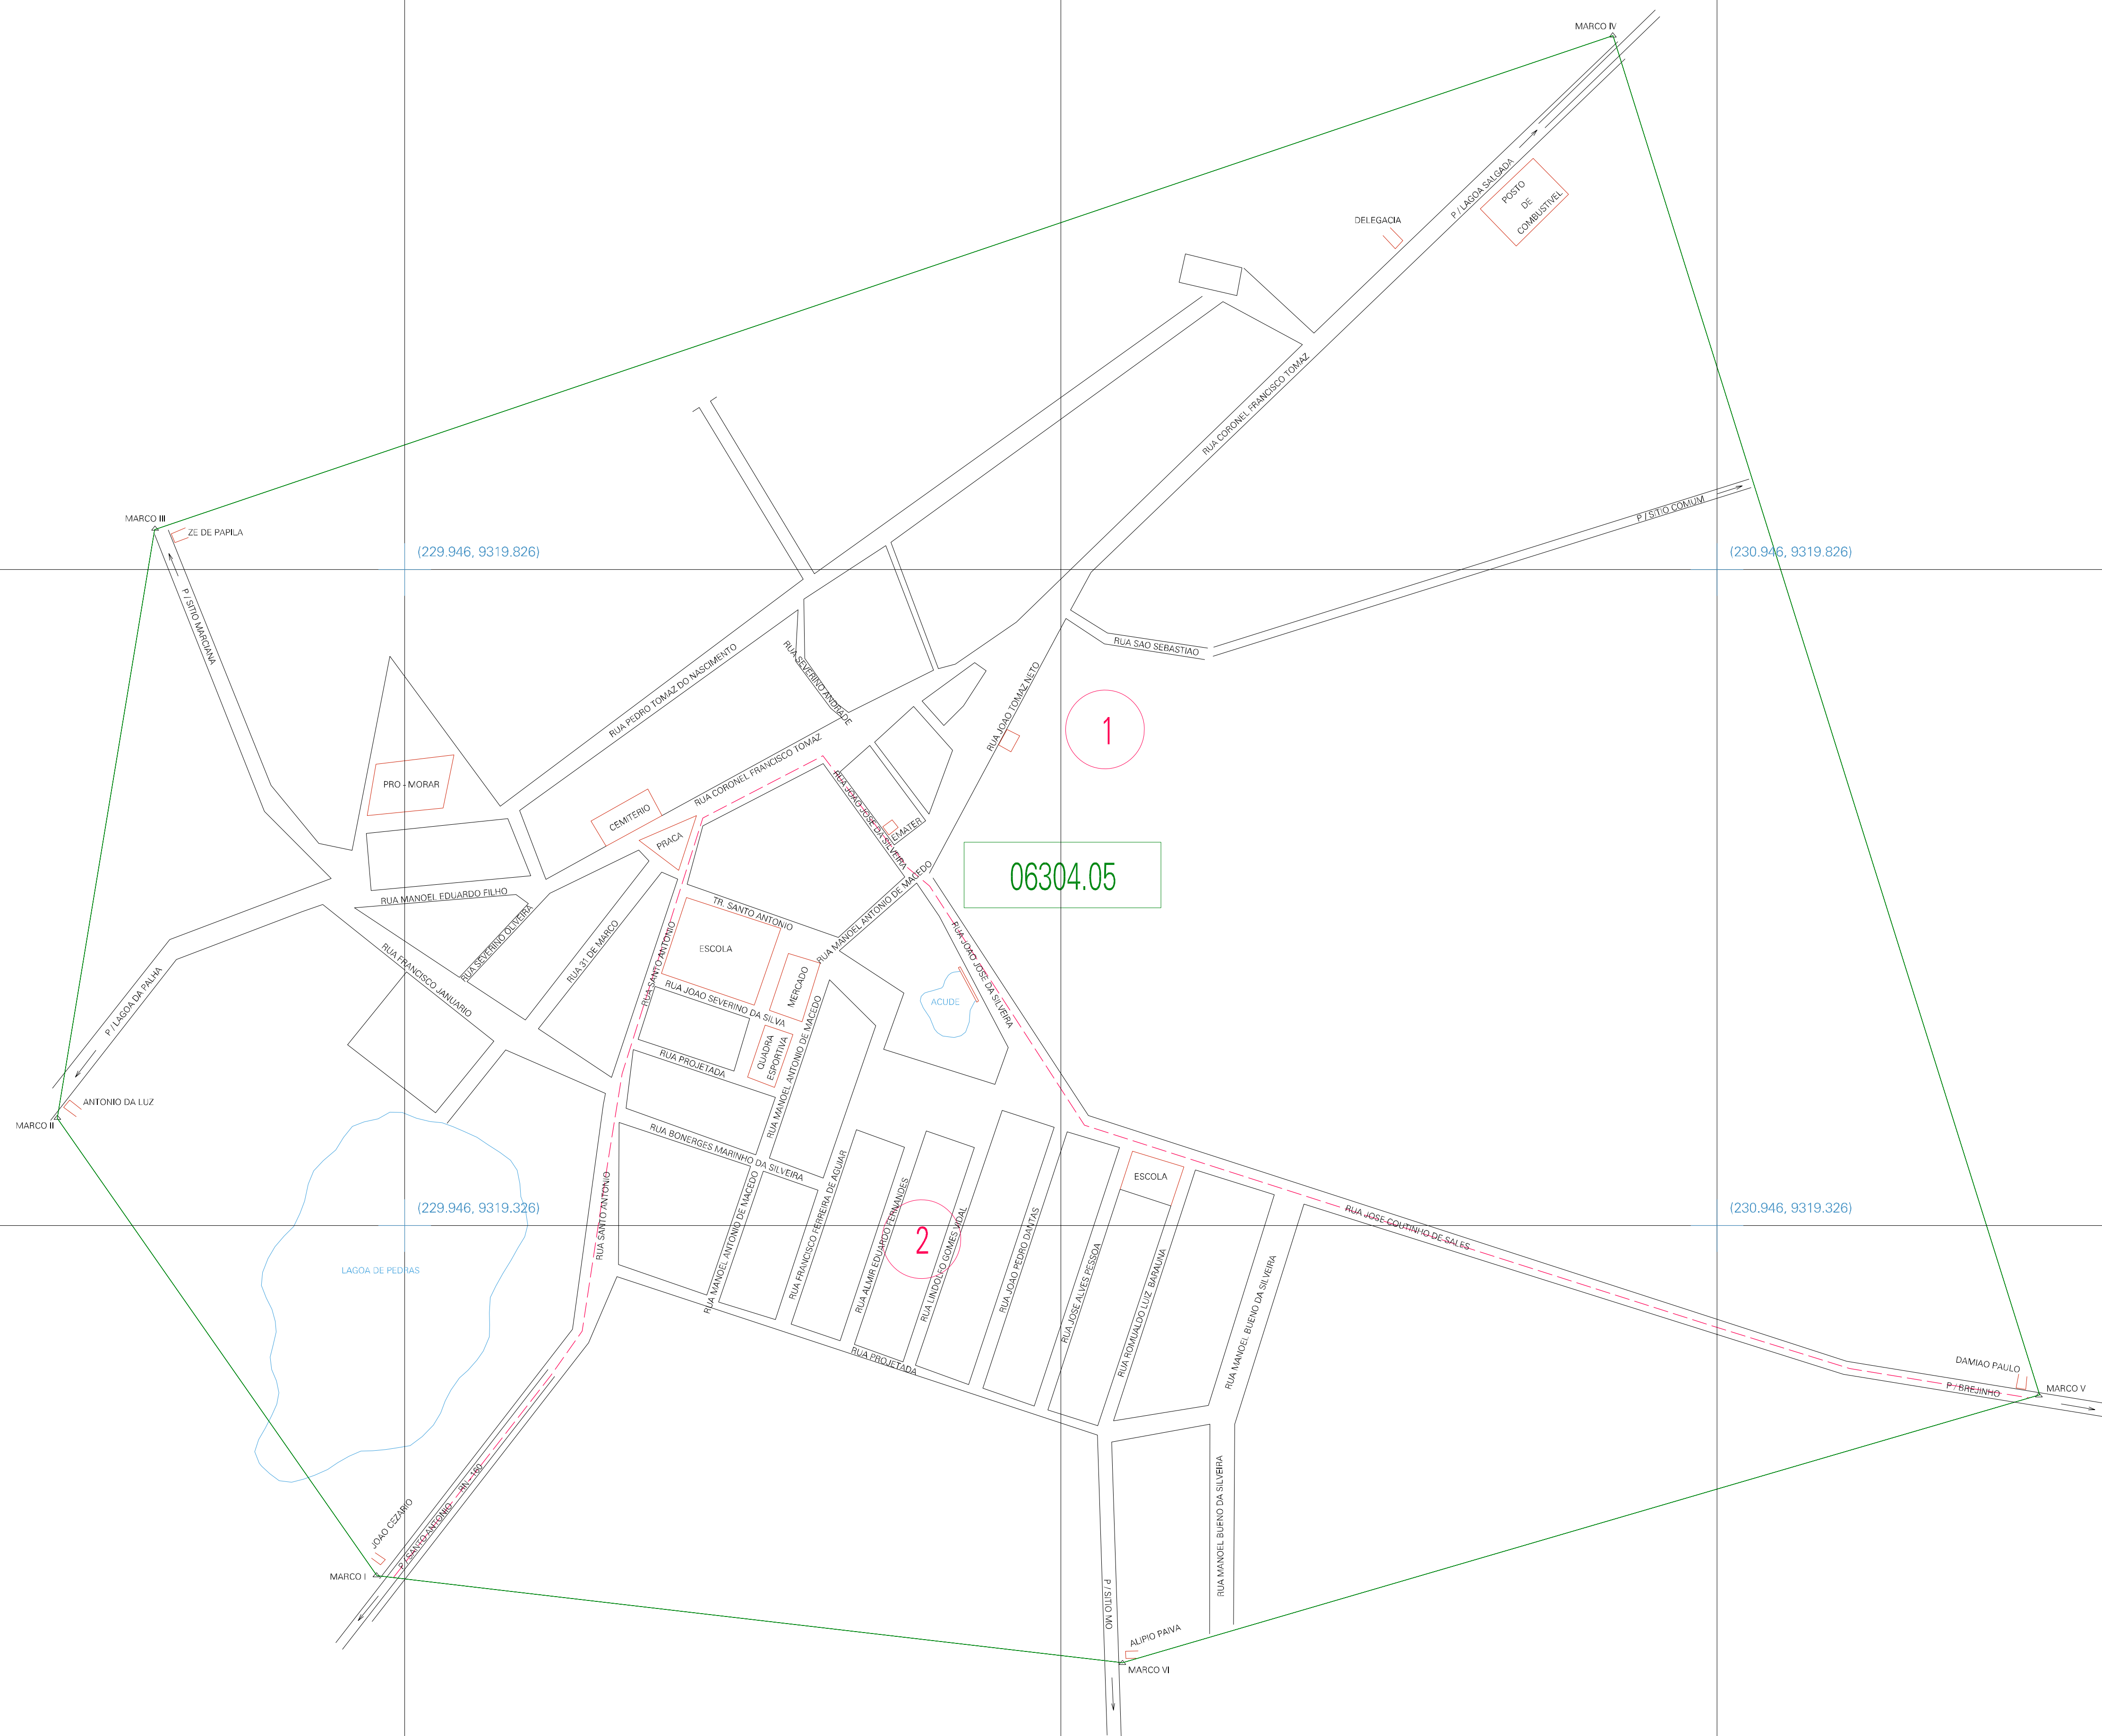 MARCO IV
P / LAGOA SALGADA
POSTO
DE
COMBUSTIVEL
DELEGACIA
RUA CORONEL FRANCISCO TOMAZ
P / SITIO COMUM
MARCO III
ZE DE PAPILA
(229.946, 9319.826)
(230.946, 9319.826)
P / SITIO MARCIANA
RUA SAO SEBASTIAO
RUA SEVERINO ANDRADE
RUA PEDRO TOMAZ DO NASCIMENTO
RUA JOAO TOMAZ NETO
1
RUA CORONEL FRANCISCO TOMAZ
PRO - MORAR
CEMITERIO
PRACA
RUA JOAO JOSE DA SILVEIRA
EMATER
06304.05
RUA MANOEL EDUARDO FILHO
RUA MANOEL ANTONIO DE MACEDO
TR. SANTO ANTONIO
RUA SEVERINO OLIVEIRA
RUA 31 DE MARCO
RUA SANTO ANTONIO
ESCOLA
RUA FRANCISCO JANUARIO
P / LAGOA DA PALHA
MERCADO
RUA JOAO SEVERINO DA SILVA
ACUDE
RUA JOAO JOSE DA SILVEIRA
QUADRA
ESPORTIVA
RUA PROJETADA
RUA MANOEL ANTONIO DE MACEDO
ANTONIO DA LUZ
MARCO II
RUA BONERGES MARINHO DA SILVEIRA
ESCOLA
(229.946, 9319.326)
(230.946, 9319.326)
RUA SANTO ANTONIO
RUA MANOEL ANTONIO DE MACEDO
RUA FRANCISCO FERREIRA DE AGUIAR
RUA ALMIR EDUARDO FERNANDES
2
RUA LINDOLFO GOMES VIDAL
RUA JOAO PEDRO DANTAS
RUA JOSE ALVES PESSOA
RUA ROMUALDO LUIZ BARAUNA
RUA MANOEL BUENO DA SILVEIRA
RUA JOSE COUTINHO DE SALES
LAGOA DE PEDRAS
RUA PROJETADA
DAMIAO PAULO
P / BREJINHO
MARCO V
RN - 160
P / SANTO ANTONIO
JOAO CEZARIO
MARCO I
RUA MANOEL BUENO DA SILVEIRA
P / SITIO MO
ALIPIO PAIVA
MARCO VI